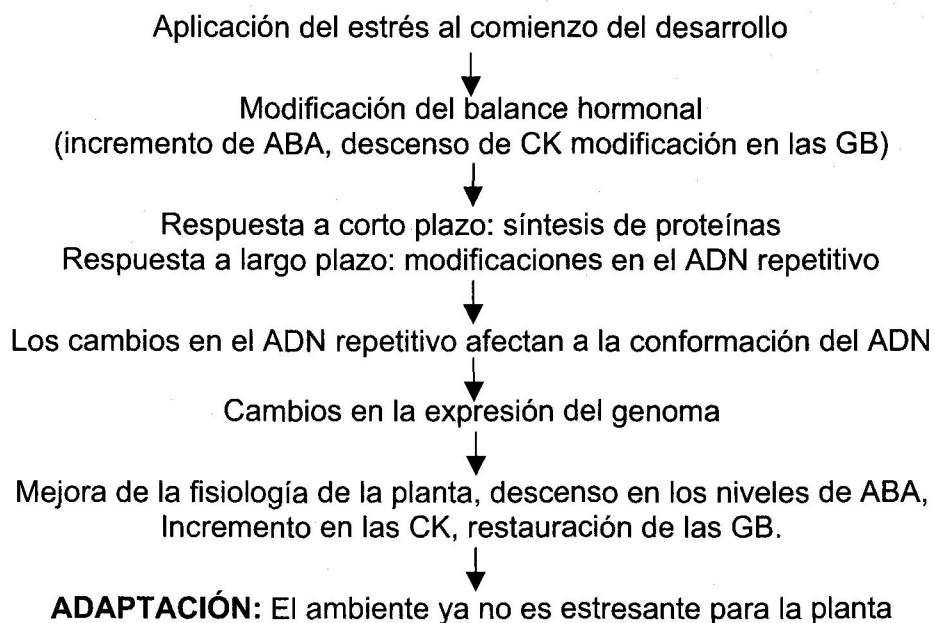 Aplicación del estrés al comienzo del desarrollo
Modificación del balance hormonal
(incremento de ABA, descenso de CK modificación en las GB)
Respuesta a corto plazo: síntesis de proteínas
Respuesta a largo plazo: modificaciones en el ADN repetitivo
Los cambios en el ADN repetitivo afectan a la conformación del ADN
Cambios en la expresión del genoma
Mejora de la fisiología de la planta, descenso en los niveles de ABA,
Incremento en las CK, restauración de las GB.
ADAPTACIÓN: El ambiente ya no es estresante para la planta